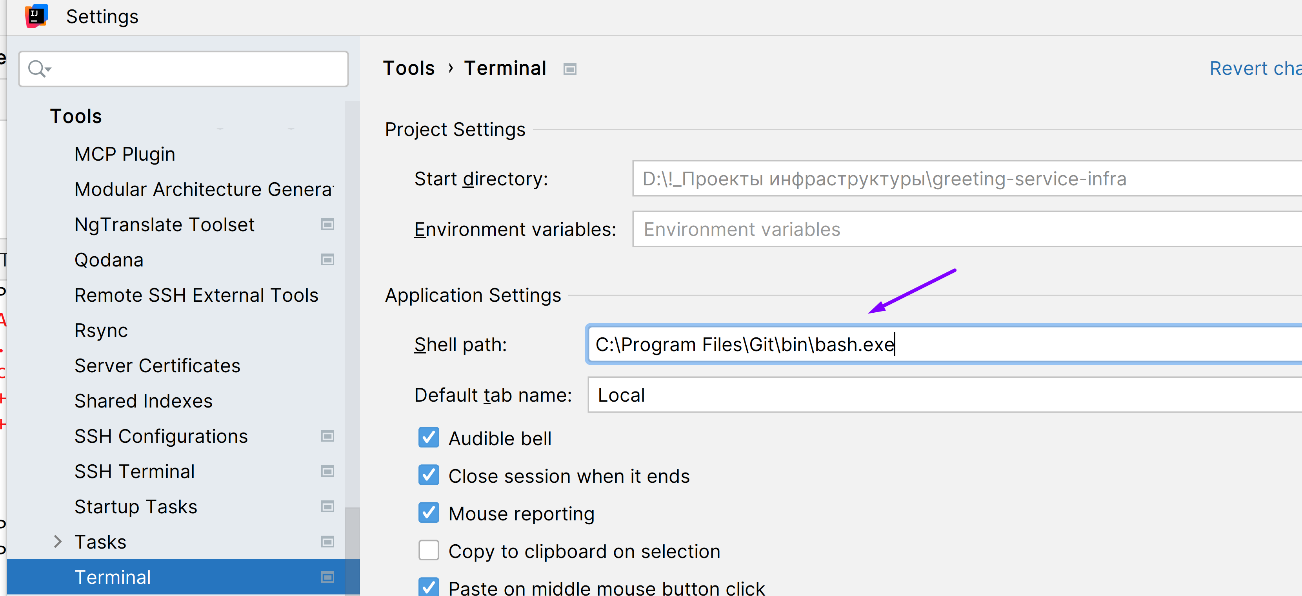 Settings
Tools › Terminal
Revert cha
Tools
MCP Plugin
Modular Architecture Genera
NgTranslate Toolset
Qodana
Remote SSH External Tools
Rsync
Server Certificates
Shared Indexes
SSH Configurations
SSH Terminal
Startup Tasks
Tasks
Terminal
Project Settings
Start directory: D:\!_Проекты инфраструктуры\greeting-service-infra
Environment variables: Environment variables
Application Settings
Shell path: C:\Program Files\Git\bin\bash.exe
Default tab name: Local
Audible bell
Close session when it ends
Mouse reporting
Copy to clipboard on selection
Paste on middle mouse button click